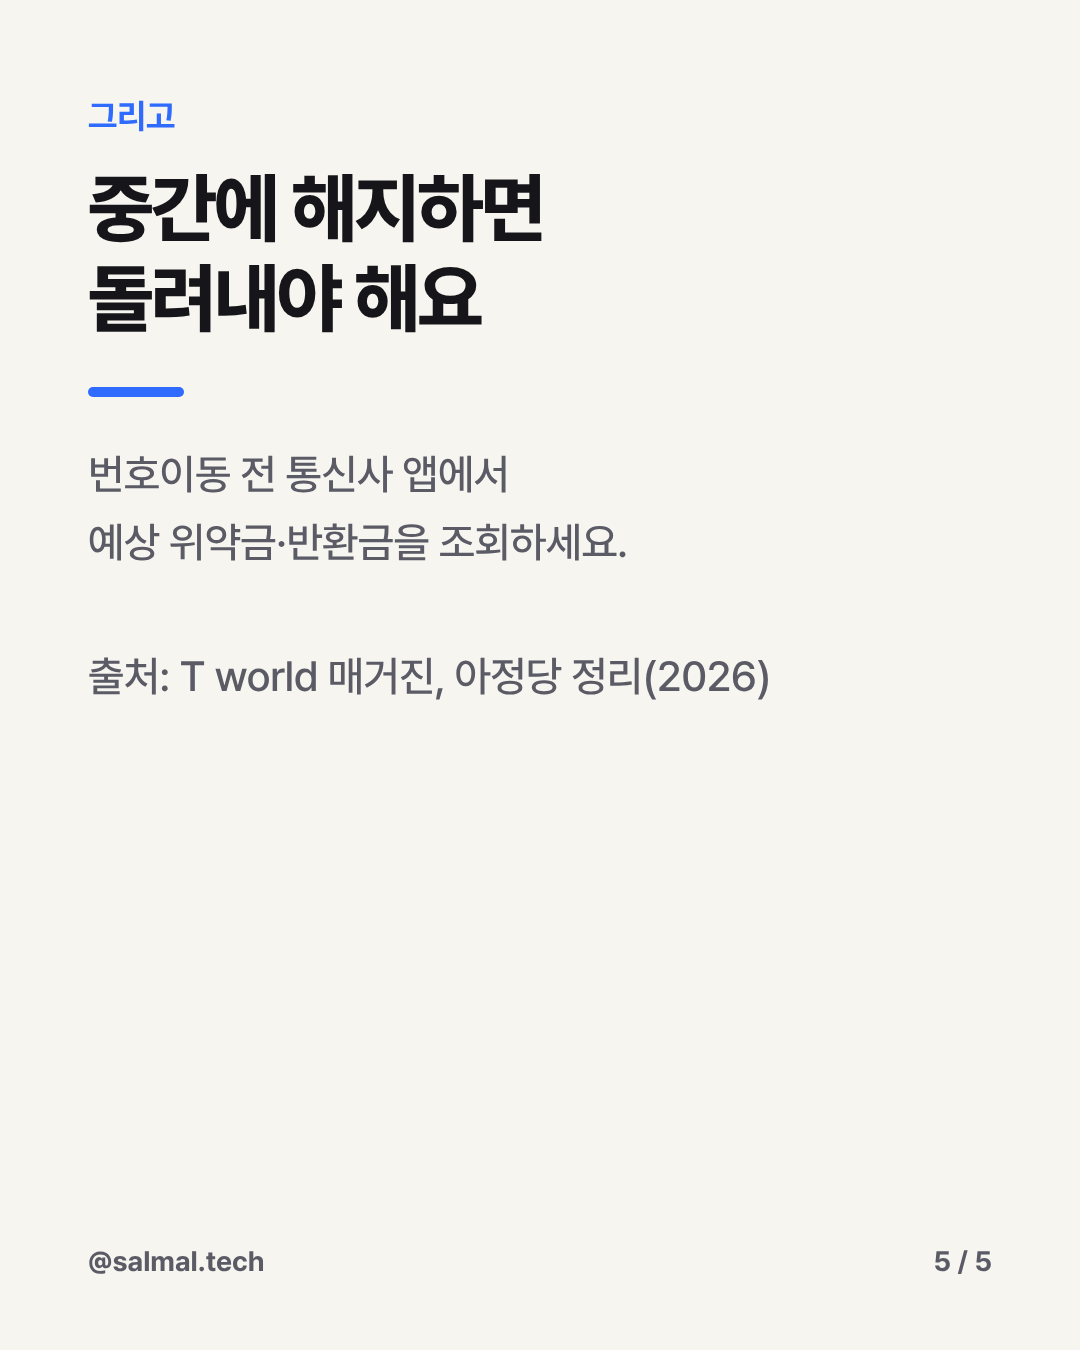 그리고
중간에 해지하면
돌려내야 해요
번호이동 전 통신사 앱에서
예상 위약금·반환금을 조회하세요.
출처: T world 매거진, 아정당 정리(2026)
@salmal.tech
5 / 5